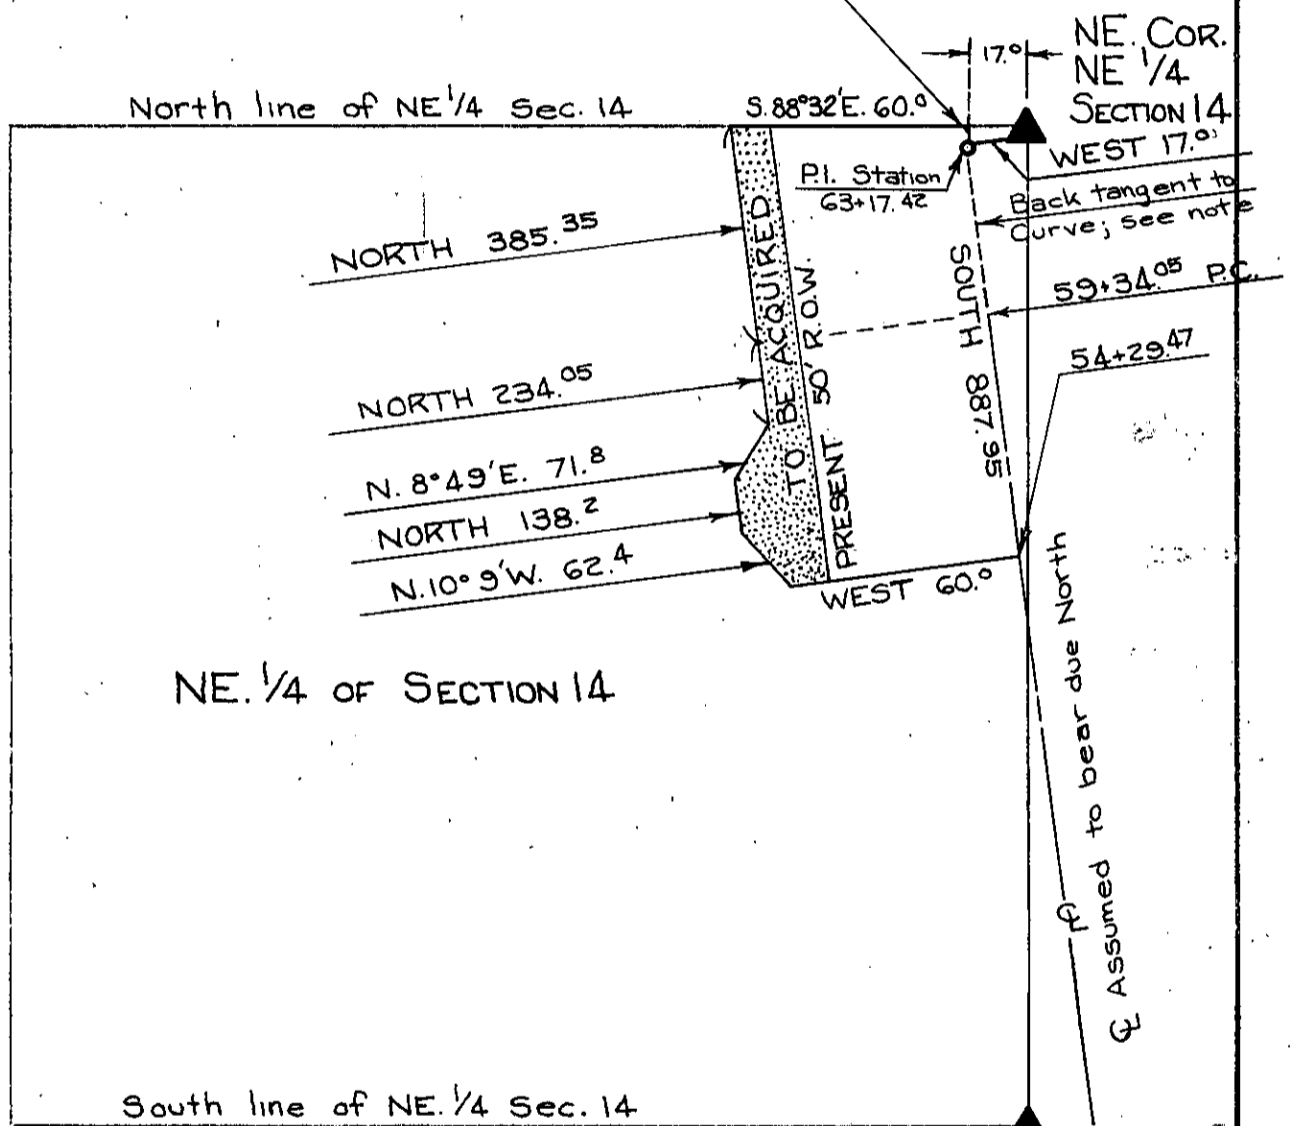 NE. COR.
NE 1/4
SECTION 14
17.⁰
North line of NE 1/4 Sec. 14
S. 88°32'E. 60.⁰
WEST 17.⁰
P.I. Station
63+17.42
Back tangent to
Curve; see note
NORTH 385.35
TO BE ACQUIRED
PRESENT 50' R.O.W.
SOUTH 887.95
59+34.05 P.C.
54+29.47
NORTH 234.05
N. 8°49'E. 71.8
NORTH 138.2
N. 10°9'W. 62.4
WEST 60.⁰
NE. 1/4 OF SECTION 14
℄ Assumed to bear due North
South line of NE. 1/4 Sec. 14